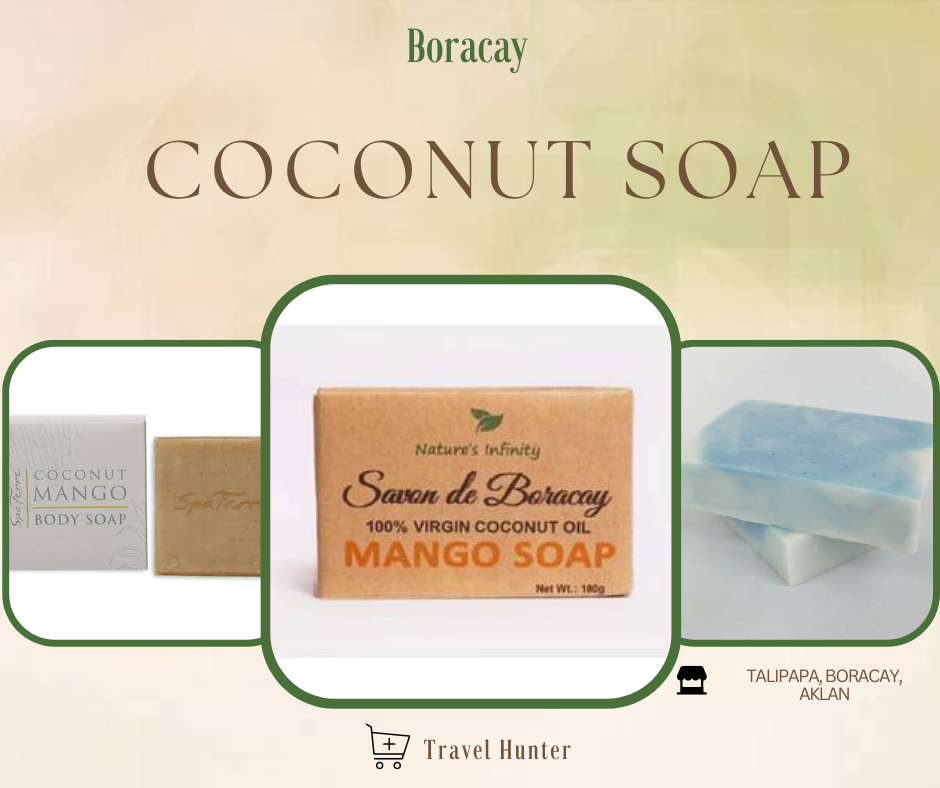 Boracay
COCONUT SOAP
SpaTerre
COCONUT
MANGO
BODY SOAP
SpaTerre
Nature's Infinity
Savon de Boracay
100% VIRGIN COCONUT OIL
MANGO SOAP
Net Wt.: 100g
TALIPAPA, BORACAY,
AKLAN
Travel Hunter